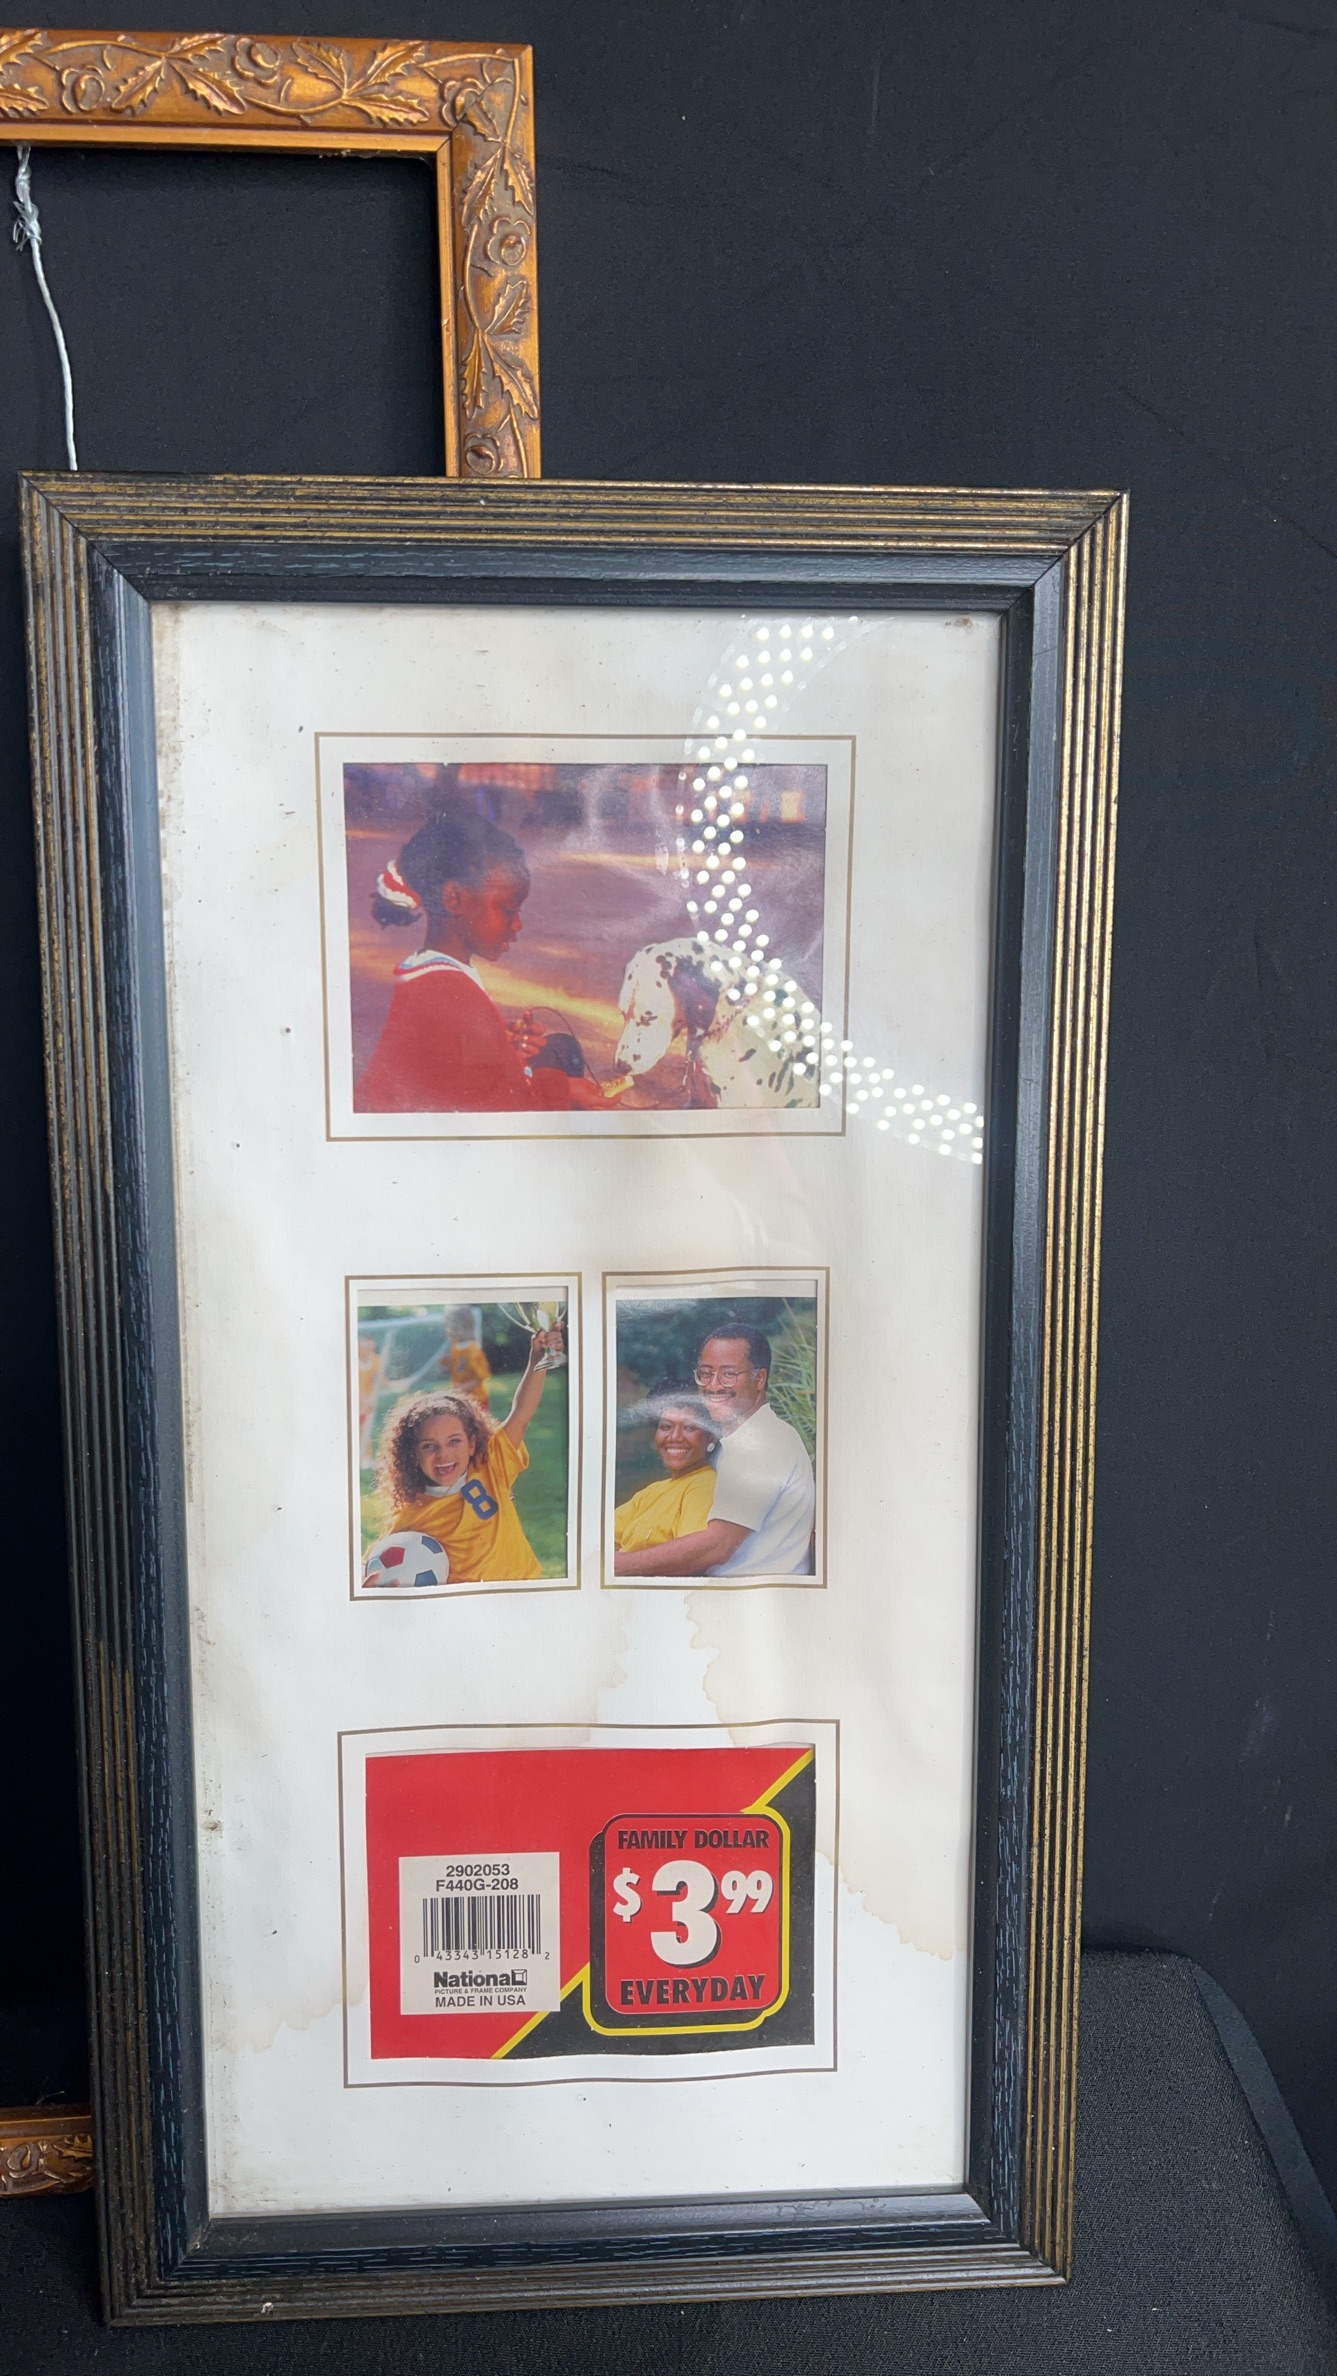 8
2902053
F440G-208
0 43343 15128 2
National
PICTURE & FRAME COMPANY
MADE IN USA
FAMILY DOLLAR
$3.99
EVERYDAY